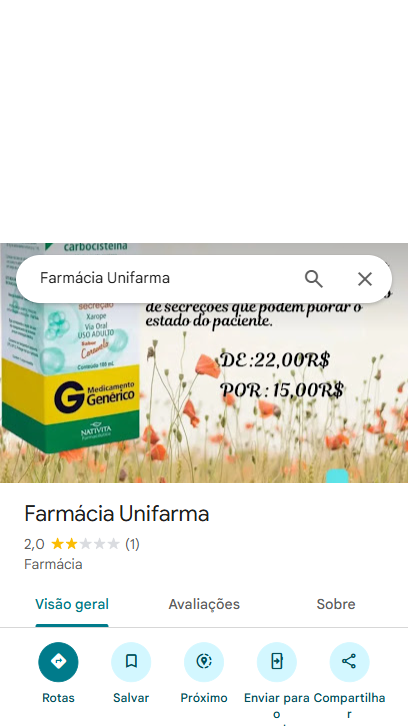 carbocisteína
Farmácia Unifarma
secreção
Xarope
Via Oral
USO ADULTO
Sabor
Caramelo
Conteúdo 100 mL
de secreções que podem piorar o
estado do paciente.
DE:22,00R$
POR: 15,00R$
G Medicamento
Genérico
NATIVITA
Farmácia Unifarma
2,0 (1)
Farmácia
Visão geral
Avaliações
Sobre
Rotas
Salvar
Próximo
Enviar para
o
Compartilha
r